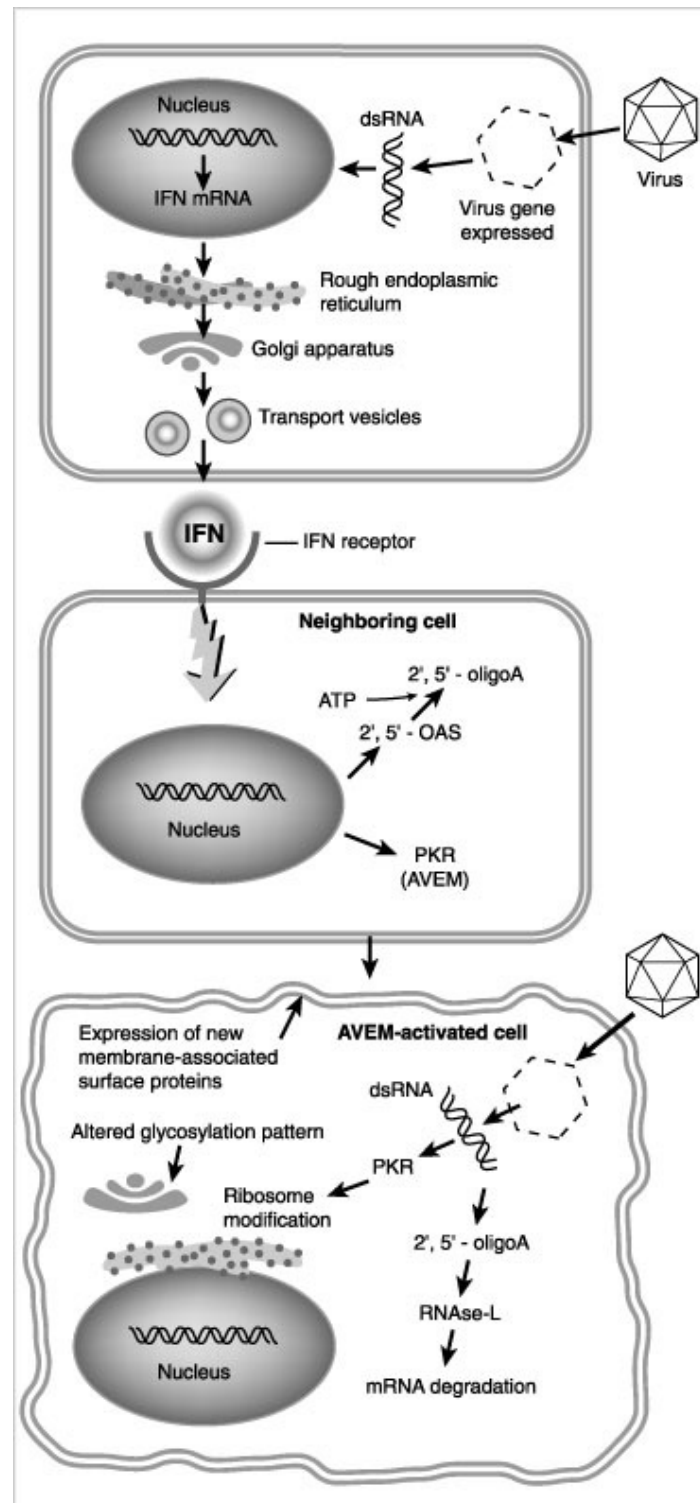 Nucleus
IFN mRNA
dsRNA
Virus gene
expressed
Virus
Rough endoplasmic
reticulum
Golgi apparatus
Transport vesicles
IFN
IFN receptor
Neighboring cell
2', 5' - oligoA
ATP
2', 5' - OAS
Nucleus
PKR
(AVEM)
Expression of new
membrane-associated
surface proteins
AVEM-activated cell
dsRNA
Altered glycosylation pattern
PKR
Ribosome
modification
2', 5' - oligoA
RNAse-L
Nucleus
mRNA degradation